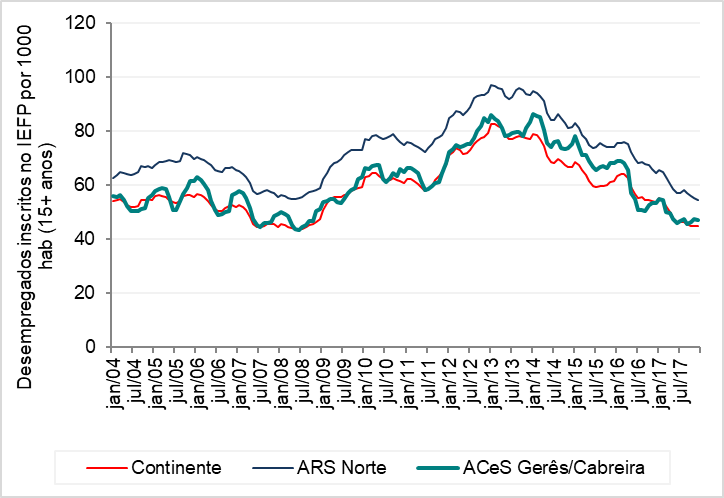 Desempregados inscritos no IEFP por 1000
hab (15+ anos)
120
100
80
60
40
20
0
jan/04
jul/04
jan/05
jul/05
jan/06
jul/06
jan/07
jul/07
jan/08
jul/08
jan/09
jul/09
jan/10
jul/10
jan/11
jul/11
jan/12
jul/12
jan/13
jul/13
jan/14
jul/14
jan/15
jul/15
jan/16
jul/16
jan/17
jul/17
Continente
ARS Norte
ACeS Gerês/Cabreira